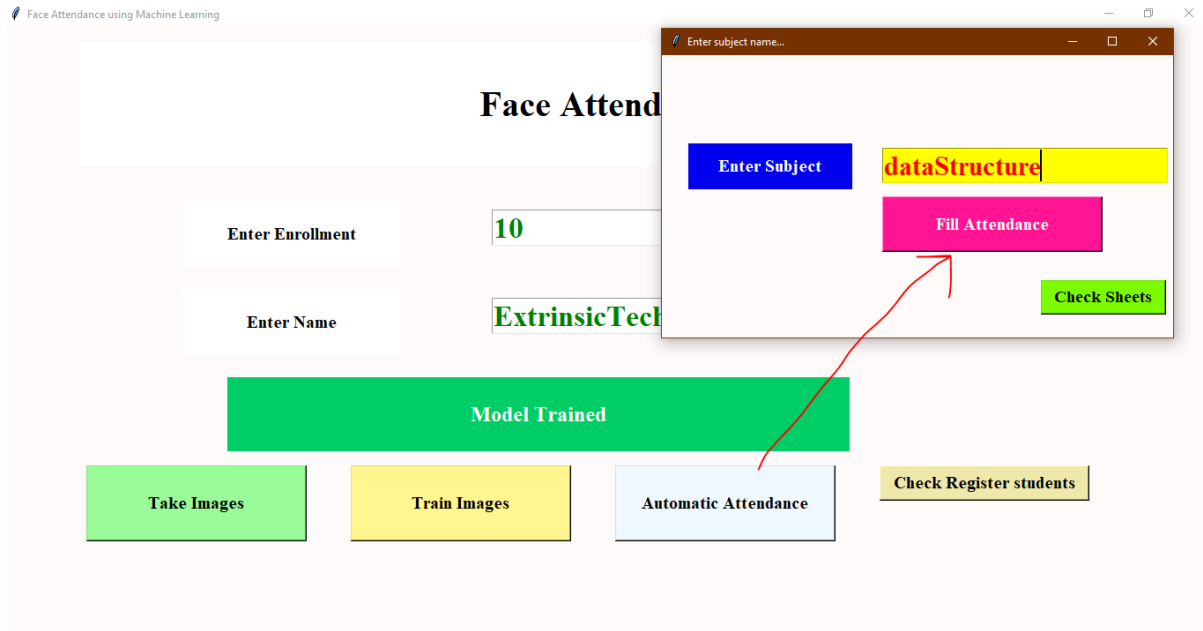 Face Attendance using Machine Learning
Enter subject name...
Face Attend
Enter Subject
dataStructure
Fill Attendance
Check Sheets
Enter Enrollment
10
Enter Name
ExtrinsicTech
Model Trained
Take Images
Train Images
Automatic Attendance
Check Register students